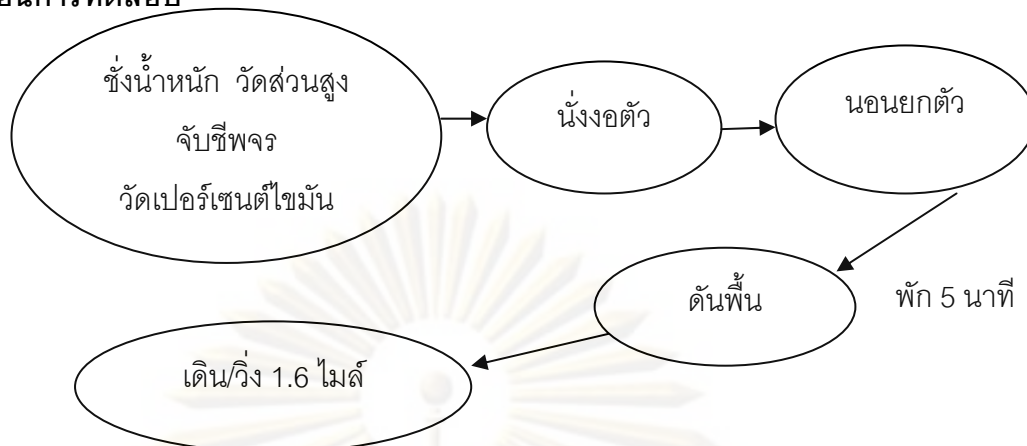 ชั่งน้ำหนัก วัดส่วนสูง
จับชีพจร
วัดเปอร์เซนต์ไขมัน
นั่งงอตัว
นอนยกตัว
ดันพื้น
พัก 5 นาที
เดิน/วิ่ง 1.6 ไมล์